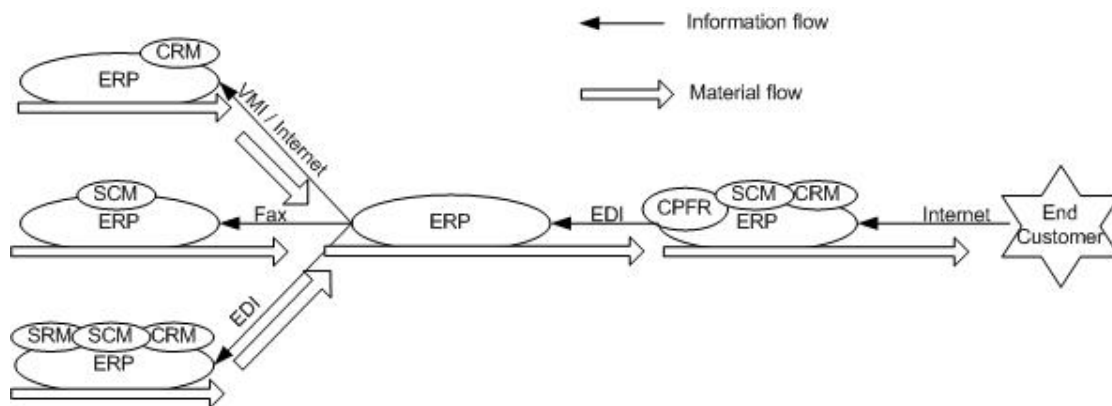 Information flow
CRM
ERP
Material flow
VMI / Internet
SCM
ERP
Fax
ERP
EDI
CPFR
SCM
CRM
ERP
Internet
End
Customer
EDI
SRM
SCM
CRM
ERP